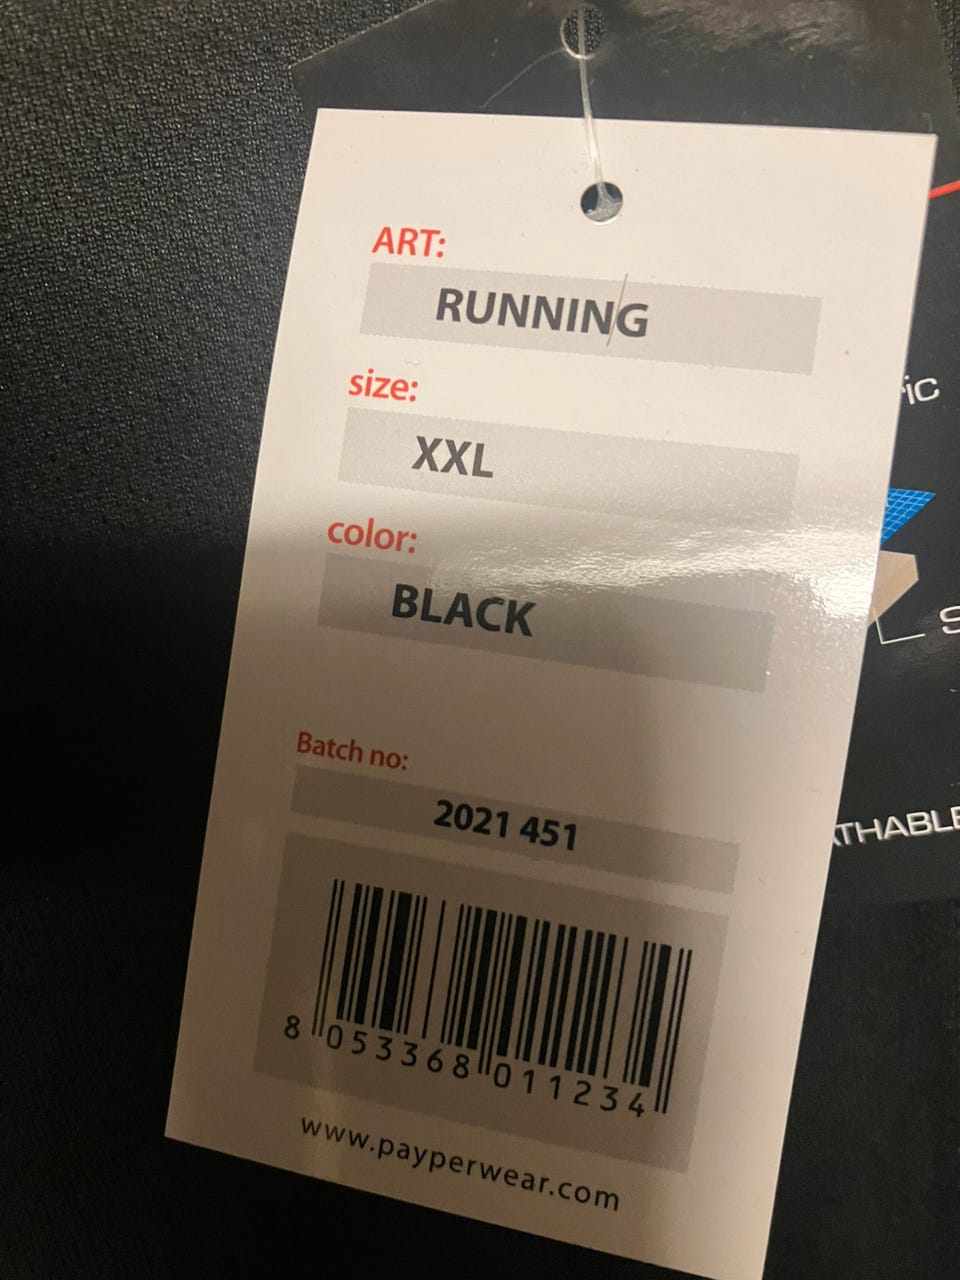 ART:
RUNNING
size:
XXL
color:
BLACK
Batch no:
2021 451
8 053368 011234
www.payperwear.com